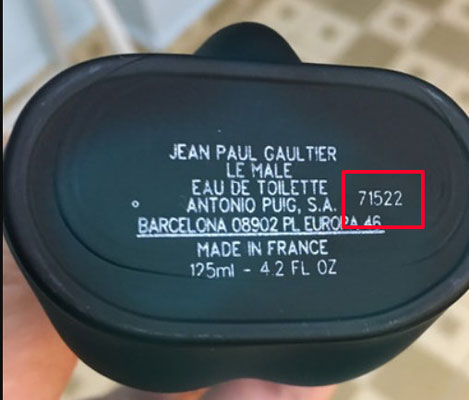 JEAN PAUL GAULTIER
LE MALE
EAU DE TOILETTE
ANTONIO PUIG, S.A. 71522
BARCELONA 08902 PL EUROPA 46
MADE IN FRANCE
125ml - 4.2 FL OZ